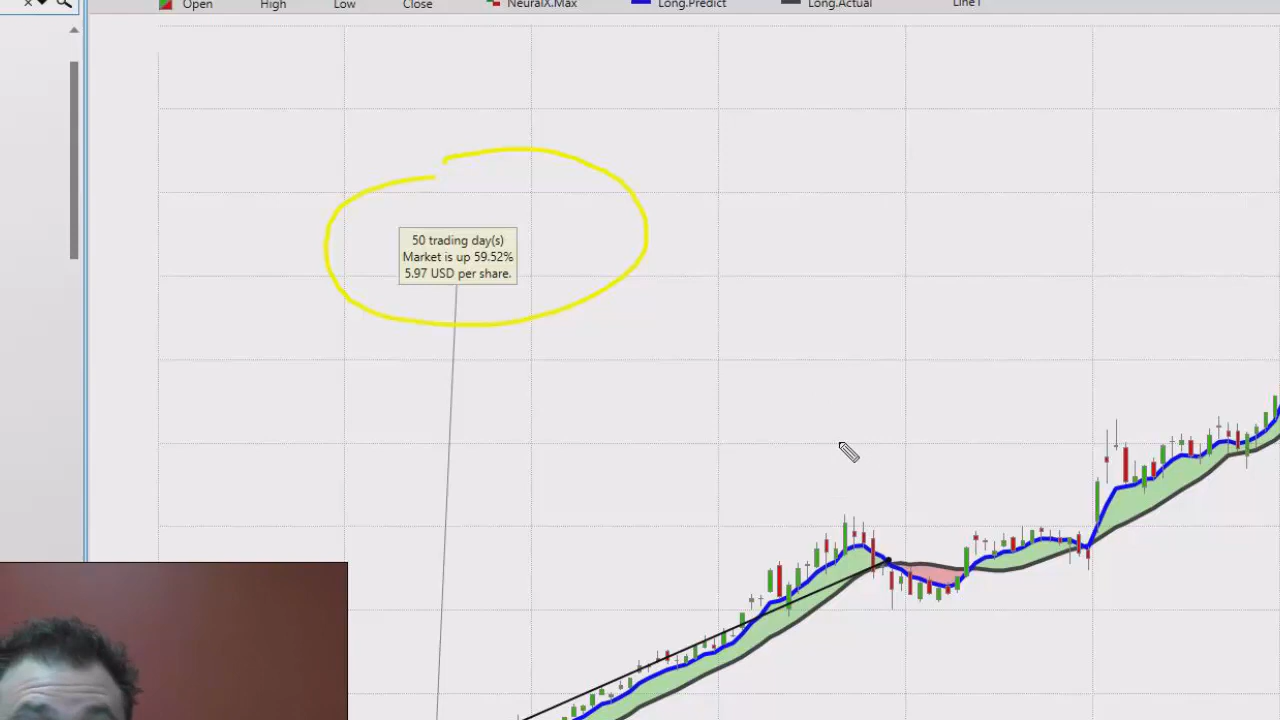 Open High Low Close NeuralX.Max Long.Predict Long.Actual Line1
50 trading day(s)
Market is up 59.52%
5.97 USD per share.